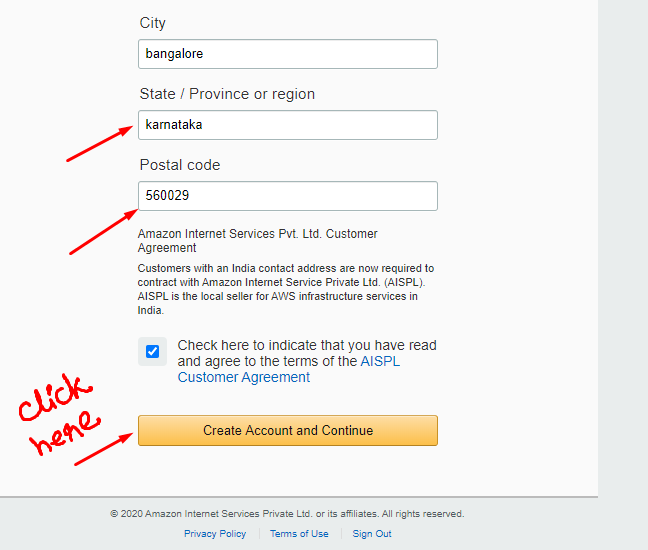 City
bangalore
State / Province or region
karnataka
Postal code
560029
Amazon Internet Services Pvt. Ltd. Customer
Agreement
Customers with an India contact address are now required to
contract with Amazon Internet Service Private Ltd. (AISPL).
AISPL is the local seller for AWS infrastructure services in
India.
Check here to indicate that you have read
and agree to the terms of the AISPL
Customer Agreement
click
here
Create Account and Continue
© 2020 Amazon Internet Services Private Ltd. or its affiliates. All rights reserved.
Privacy Policy Terms of Use Sign Out